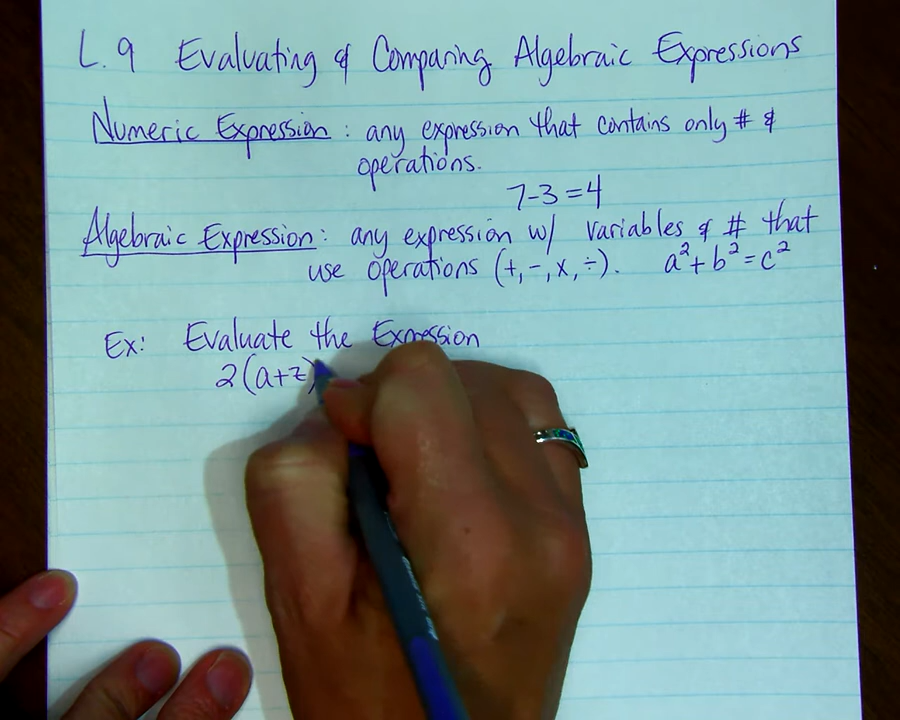 L.9 Evaluating & Comparing Algebraic Expressions
Numeric Expression : any expression that contains only # &
operations.
7-3=4
Algebraic Expression : any expression w/ variables & # that
use operations (+,-,x,÷). a²+b²=c²
Ex: Evaluate the Expression
2(a+z)